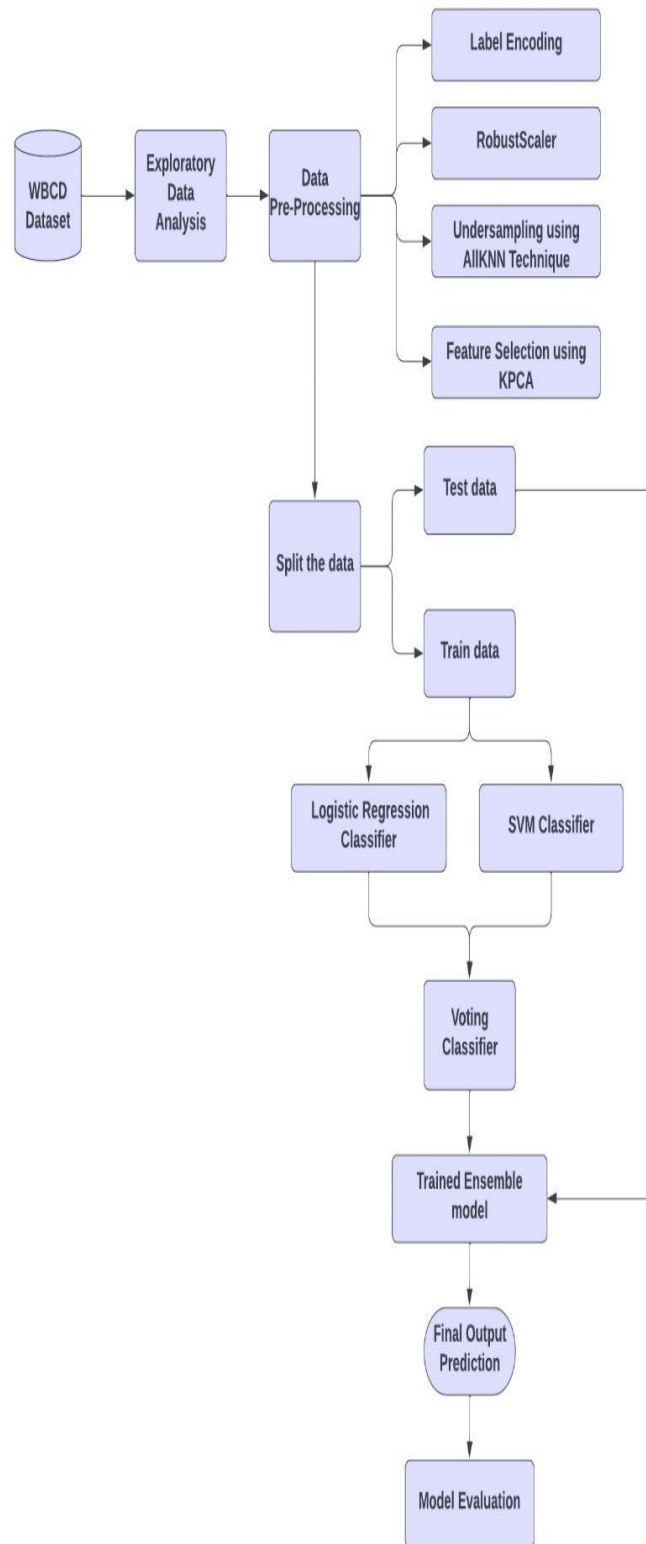 Label Encoding
RobustScaler
WBCD
Dataset
Exploratory
Data
Analysis
Data
Pre-Processing
Undersampling using
AllKNN Technique
Feature Selection using
KPCA
Test data
Split the data
Train data
Logistic Regression
Classifier
SVM Classifier
Voting
Classifier
Trained Ensemble
model
Final Output
Prediction
Model Evaluation